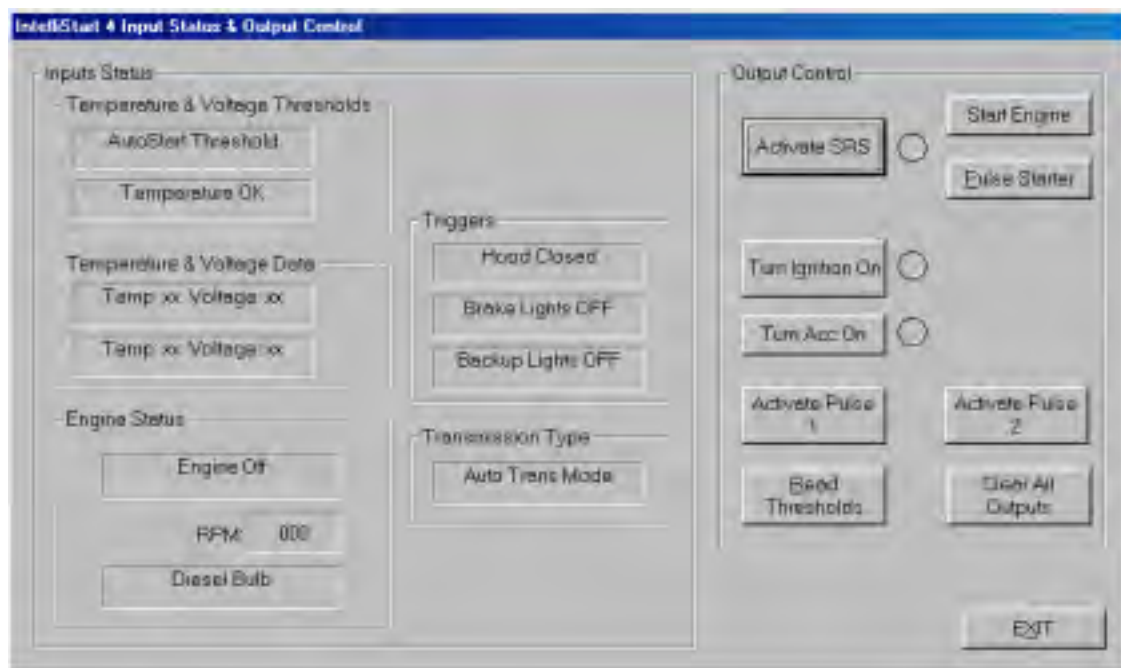 IntelliStart 4 Input Status & Output Control
Inputs Status
Temperature & Voltage Thresholds
AutoStart Threshold
Temperature OK
Temperature & Voltage Data
Temp: xx Voltage: xx
Temp: xx Voltage: xx
Engine Status
Engine Off
RPM: 000
Diesel Bulb
Triggers
Hood Closed
Brake Lights OFF
Backup Lights OFF
Transmission Type
Auto Trans Mode
Output Control
Activate SRS
Start Engine
Pulse Starter
Turn Ignition On
Turn Acc On
Activate Pulse
1
Activate Pulse
2
Read
Thresholds
Clear All
Outputs
EXIT